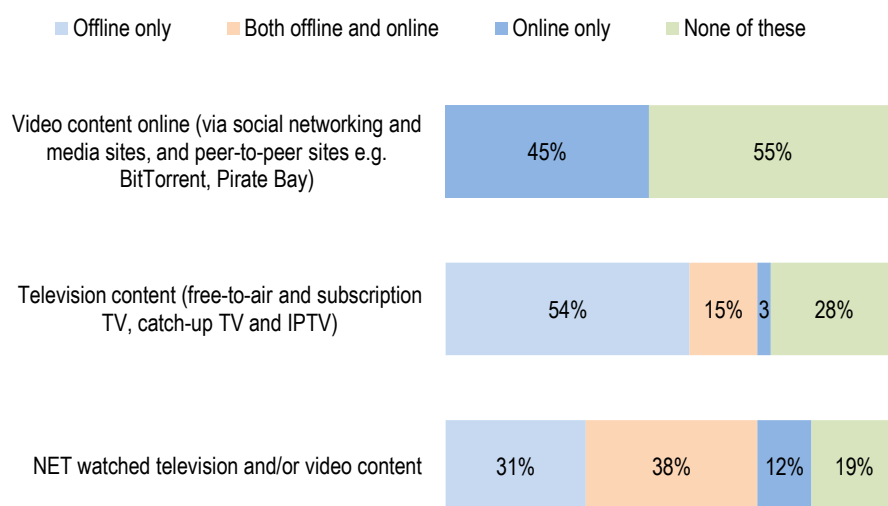 Offline only Both offline and online Online only None of these
Video content online (via social networking and
media sites, and peer-to-peer sites e.g.
BitTorrent, Pirate Bay)
45% 55%
Television content (free-to-air and subscription
TV, catch-up TV and IPTV)
54% 15% 3 28%
NET watched television and/or video content
31% 38% 12% 19%